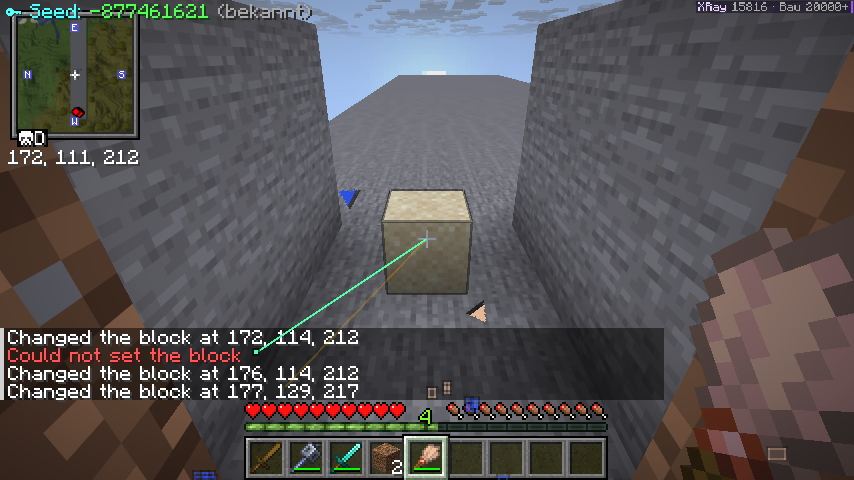 Seed: -877461621 (bekannt)
XRay 15816 · Bau 20000+
E
N S
W
172, 111, 212
Changed the block at 172, 114, 212
Could not set the block
Changed the block at 176, 114, 212
Changed the block at 177, 129, 217
4
2